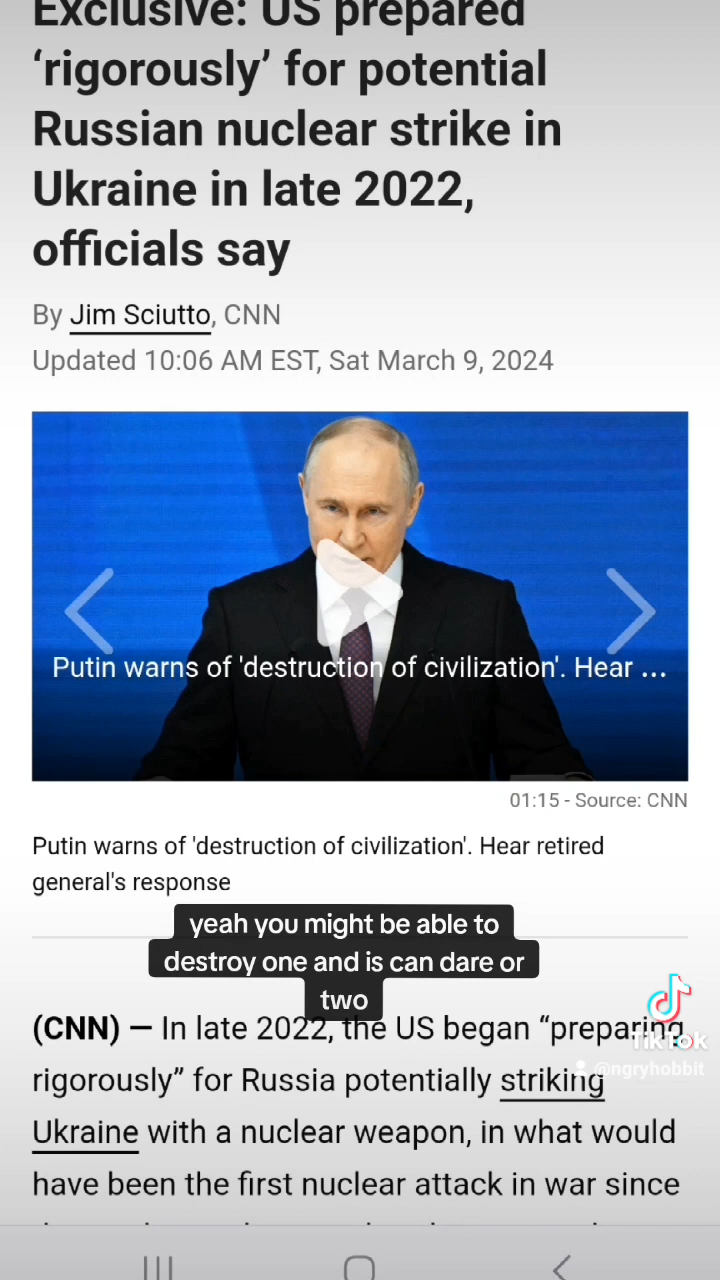 Exclusive: US prepared
‘rigorously’ for potential
Russian nuclear strike in
Ukraine in late 2022,
officials say
By Jim Sciutto, CNN
Updated 10:06 AM EST, Sat March 9, 2024
Putin warns of 'destruction of civilization'. Hear ...
01:15 - Source: CNN
Putin warns of 'destruction of civilization'. Hear retired
general's response
yeah you might be able to
destroy one and is can dare or
two
(CNN) — In late 2022, the US began “preparing
rigorously” for Russia potentially striking
Ukraine with a nuclear weapon, in what would
have been the first nuclear attack in war since
TikTok
@ngryhobbit